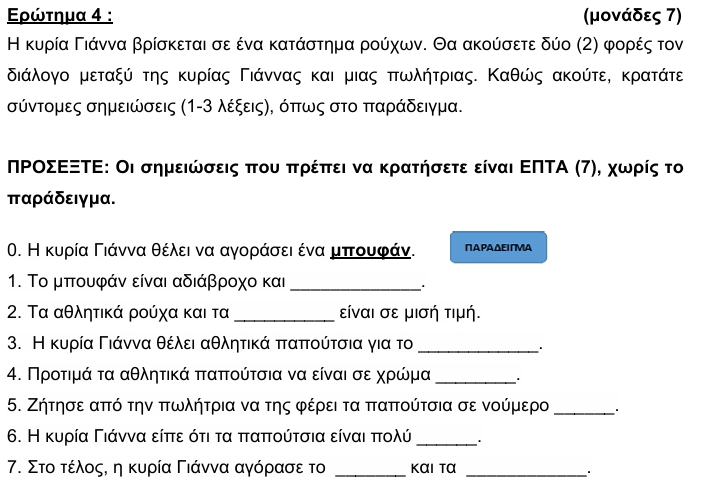 Ερώτημα 4 : (μονάδες 7)
Η κυρία Γιάννα βρίσκεται σε ένα κατάστημα ρούχων. Θα ακούσετε δύο (2) φορές τον
διάλογο μεταξύ της κυρίας Γιάννας και μιας πωλήτριας. Καθώς ακούτε, κρατάτε
σύντομες σημειώσεις (1-3 λέξεις), όπως στο παράδειγμα.
ΠΡΟΣΕΞΤΕ: Οι σημειώσεις που πρέπει να κρατήσετε είναι ΕΠΤΑ (7), χωρίς το
παράδειγμα.
0. Η κυρία Γιάννα θέλει να αγοράσει ένα μπουφάν. ΠΑΡΑΔΕΙΓΜΑ
1. Το μπουφάν είναι αδιάβροχο και _____________.
2. Τα αθλητικά ρούχα και τα __________ είναι σε μισή τιμή.
3. Η κυρία Γιάννα θέλει αθλητικά παπούτσια για το ____________.
4. Προτιμά τα αθλητικά παπούτσια να είναι σε χρώμα ________.
5. Ζήτησε από την πωλήτρια να της φέρει τα παπούτσια σε νούμερο ______.
6. Η κυρία Γιάννα είπε ότι τα παπούτσια είναι πολύ ______.
7. Στο τέλος, η κυρία Γιάννα αγόρασε το _______ και τα ____________.